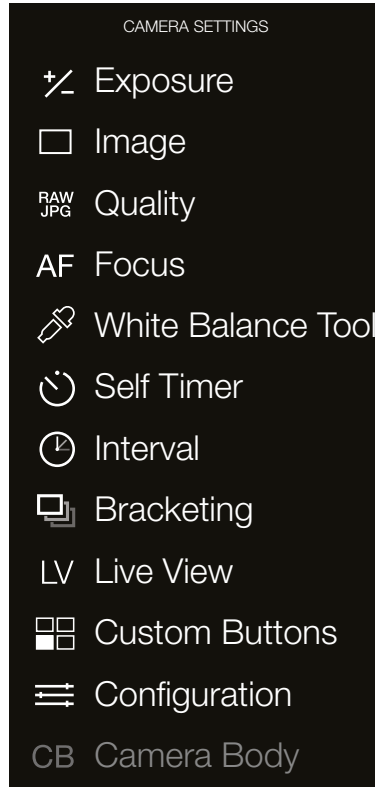 CAMERA SETTINGS
Exposure
Image
RAW
JPG Quality
AF Focus
White Balance Tool
Self Timer
Interval
Bracketing
LV Live View
Custom Buttons
Configuration
CB Camera Body